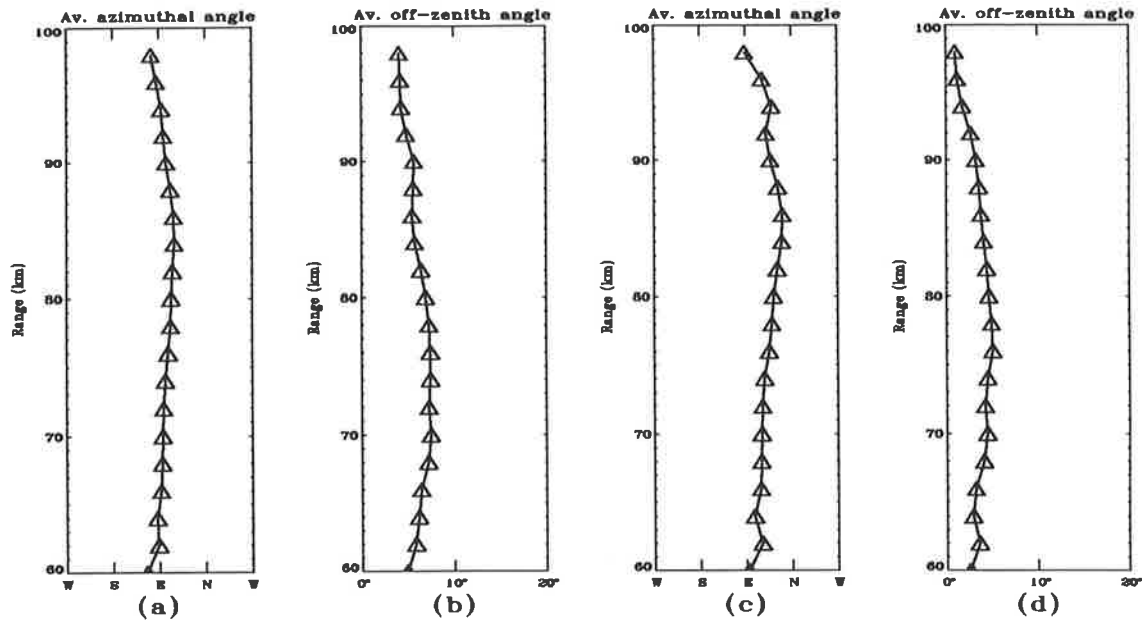 Av. azimuthal angle
100
90
80
70
60
Range (km)
W S E N W
(a)
Av. off-zenith angle
100
90
80
70
60
Range (km)
0° 10° 20°
(b)
Av. azimuthal angle
100
90
80
70
60
Range (km)
W S E N W
(c)
Av. off-zenith angle
100
90
80
70
60
Range (km)
0° 10° 20°
(d)